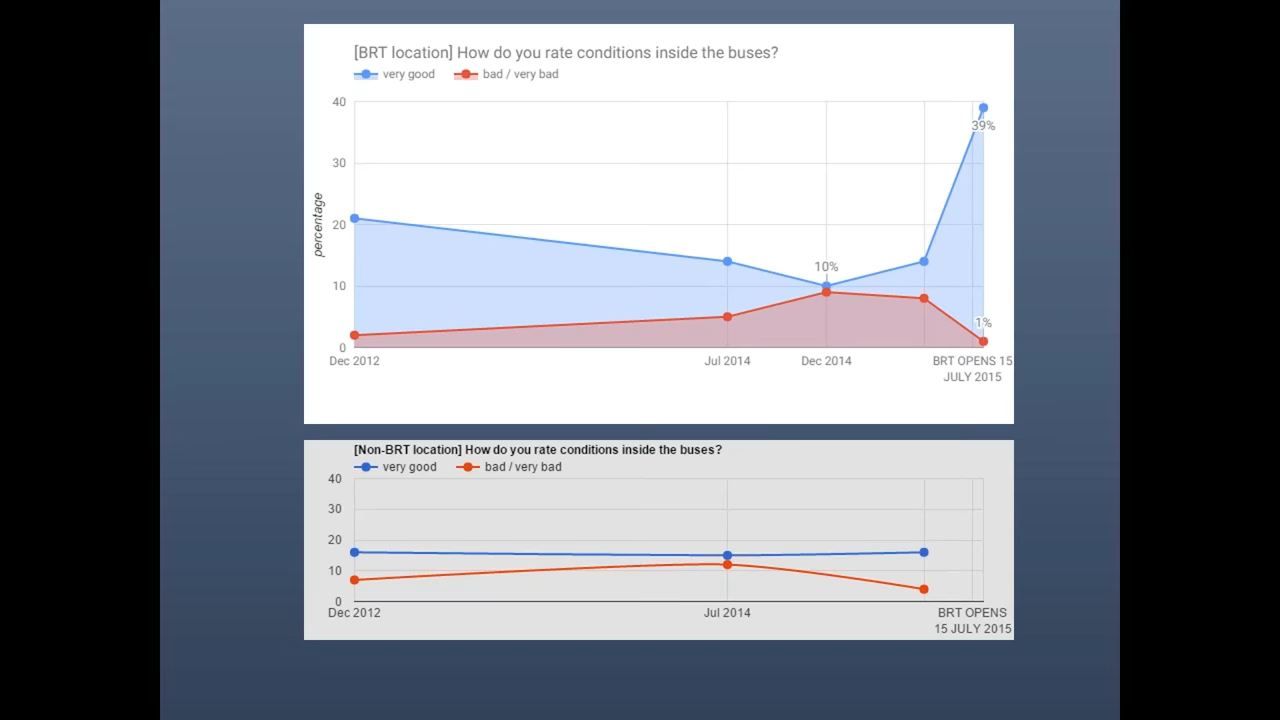 [BRT location] How do you rate conditions inside the buses?
very good bad / very bad
40
39%
30
percentage
20
10%
10
1%
0
Dec 2012 Jul 2014 Dec 2014 BRT OPENS 15
JULY 2015
[Non-BRT location] How do you rate conditions inside the buses?
very good bad / very bad
40
30
20
10
0
Dec 2012 Jul 2014 BRT OPENS
15 JULY 2015